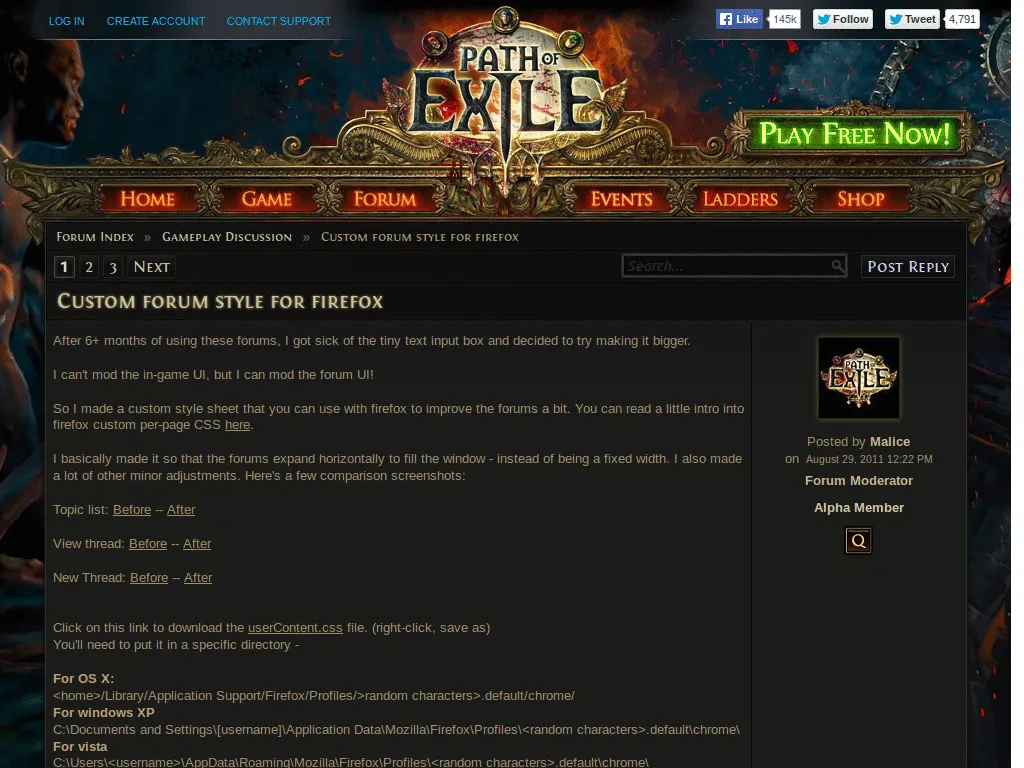 LOG IN CREATE ACCOUNT CONTACT SUPPORT
Like 145k Follow Tweet 4,791
PATH OF
EXILE
PLAY FREE NOW!
HOME GAME FORUM EVENTS LADDERS SHOP
FORUM INDEX » GAMEPLAY DISCUSSION » CUSTOM FORUM STYLE FOR FIREFOX
1 2 3 NEXT Search... POST REPLY
CUSTOM FORUM STYLE FOR FIREFOX
After 6+ months of using these forums, I got sick of the tiny text input box and decided to try making it bigger.
I can't mod the in-game UI, but I can mod the forum UI!
So I made a custom style sheet that you can use with firefox to improve the forums a bit. You can read a little intro into
firefox custom per-page CSS here.
I basically made it so that the forums expand horizontally to fill the window - instead of being a fixed width. I also made
a lot of other minor adjustments. Here's a few comparison screenshots:
Topic list: Before -- After
View thread: Before -- After
New Thread: Before -- After
Click on this link to download the userContent.css file. (right-click, save as)
You'll need to put it in a specific directory -
For OS X:
<home>/Library/Application Support/Firefox/Profiles/>random characters>.default/chrome/
For windows XP
C:\Documents and Settings\[username]\Application Data\Mozilla\Firefox\Profiles\<random characters>.default\chrome\
For vista
C:\Users\<username>\AppData\Roaming\Mozilla\Firefox\Profiles\<random characters>.default\chrome\
PATH OF
EXILE
Posted by Malice
on August 29, 2011 12:22 PM
Forum Moderator
Alpha Member
Q